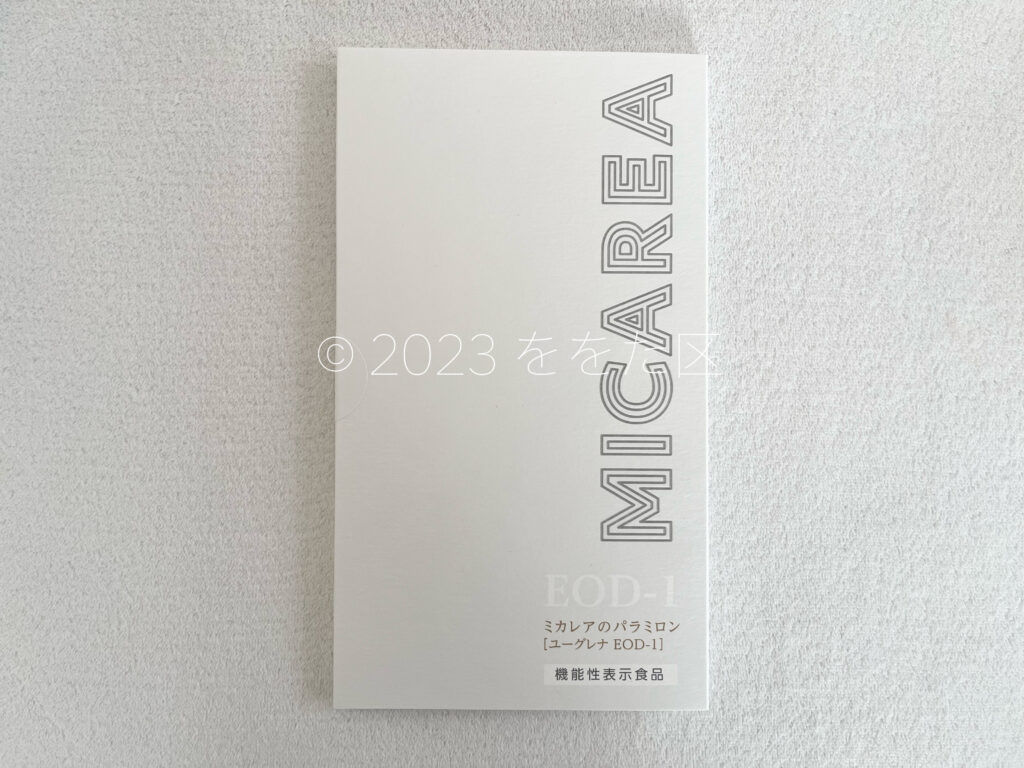 MICAREA
© 2023 ををた区
EOD-1
ミカレアのパラミロン
[ユーグレナ EOD-1]
機能性表示食品